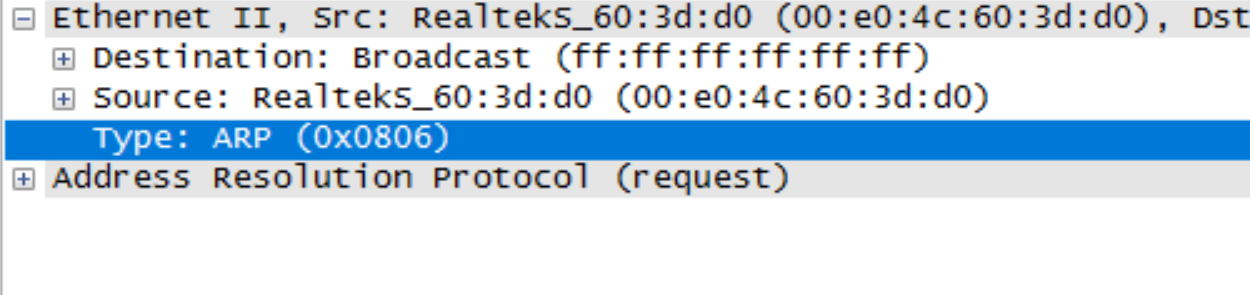 Ethernet II, Src: RealtekS_60:3d:d0 (00:e0:4c:60:3d:d0), Dst
Destination: Broadcast (ff:ff:ff:ff:ff:ff)
Source: RealtekS_60:3d:d0 (00:e0:4c:60:3d:d0)
Type: ARP (0x0806)
Address Resolution Protocol (request)